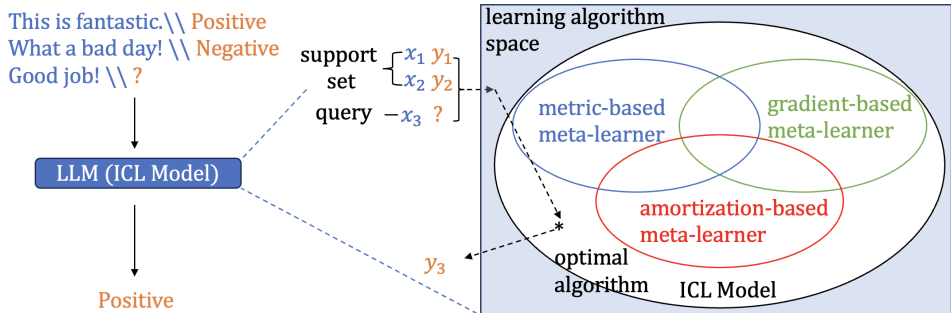 This is fantastic.\\ Positive
What a bad day! \\ Negative
Good job! \\ ?
LLM (ICL Model)
Positive
support
set
x₁ y₁
x₂ y₂
query
x₃ ?
y₃
learning algorithm
space
metric-based
meta-learner
gradient-based
meta-learner
amortization-based
meta-learner
*
optimal
algorithm
ICL Model